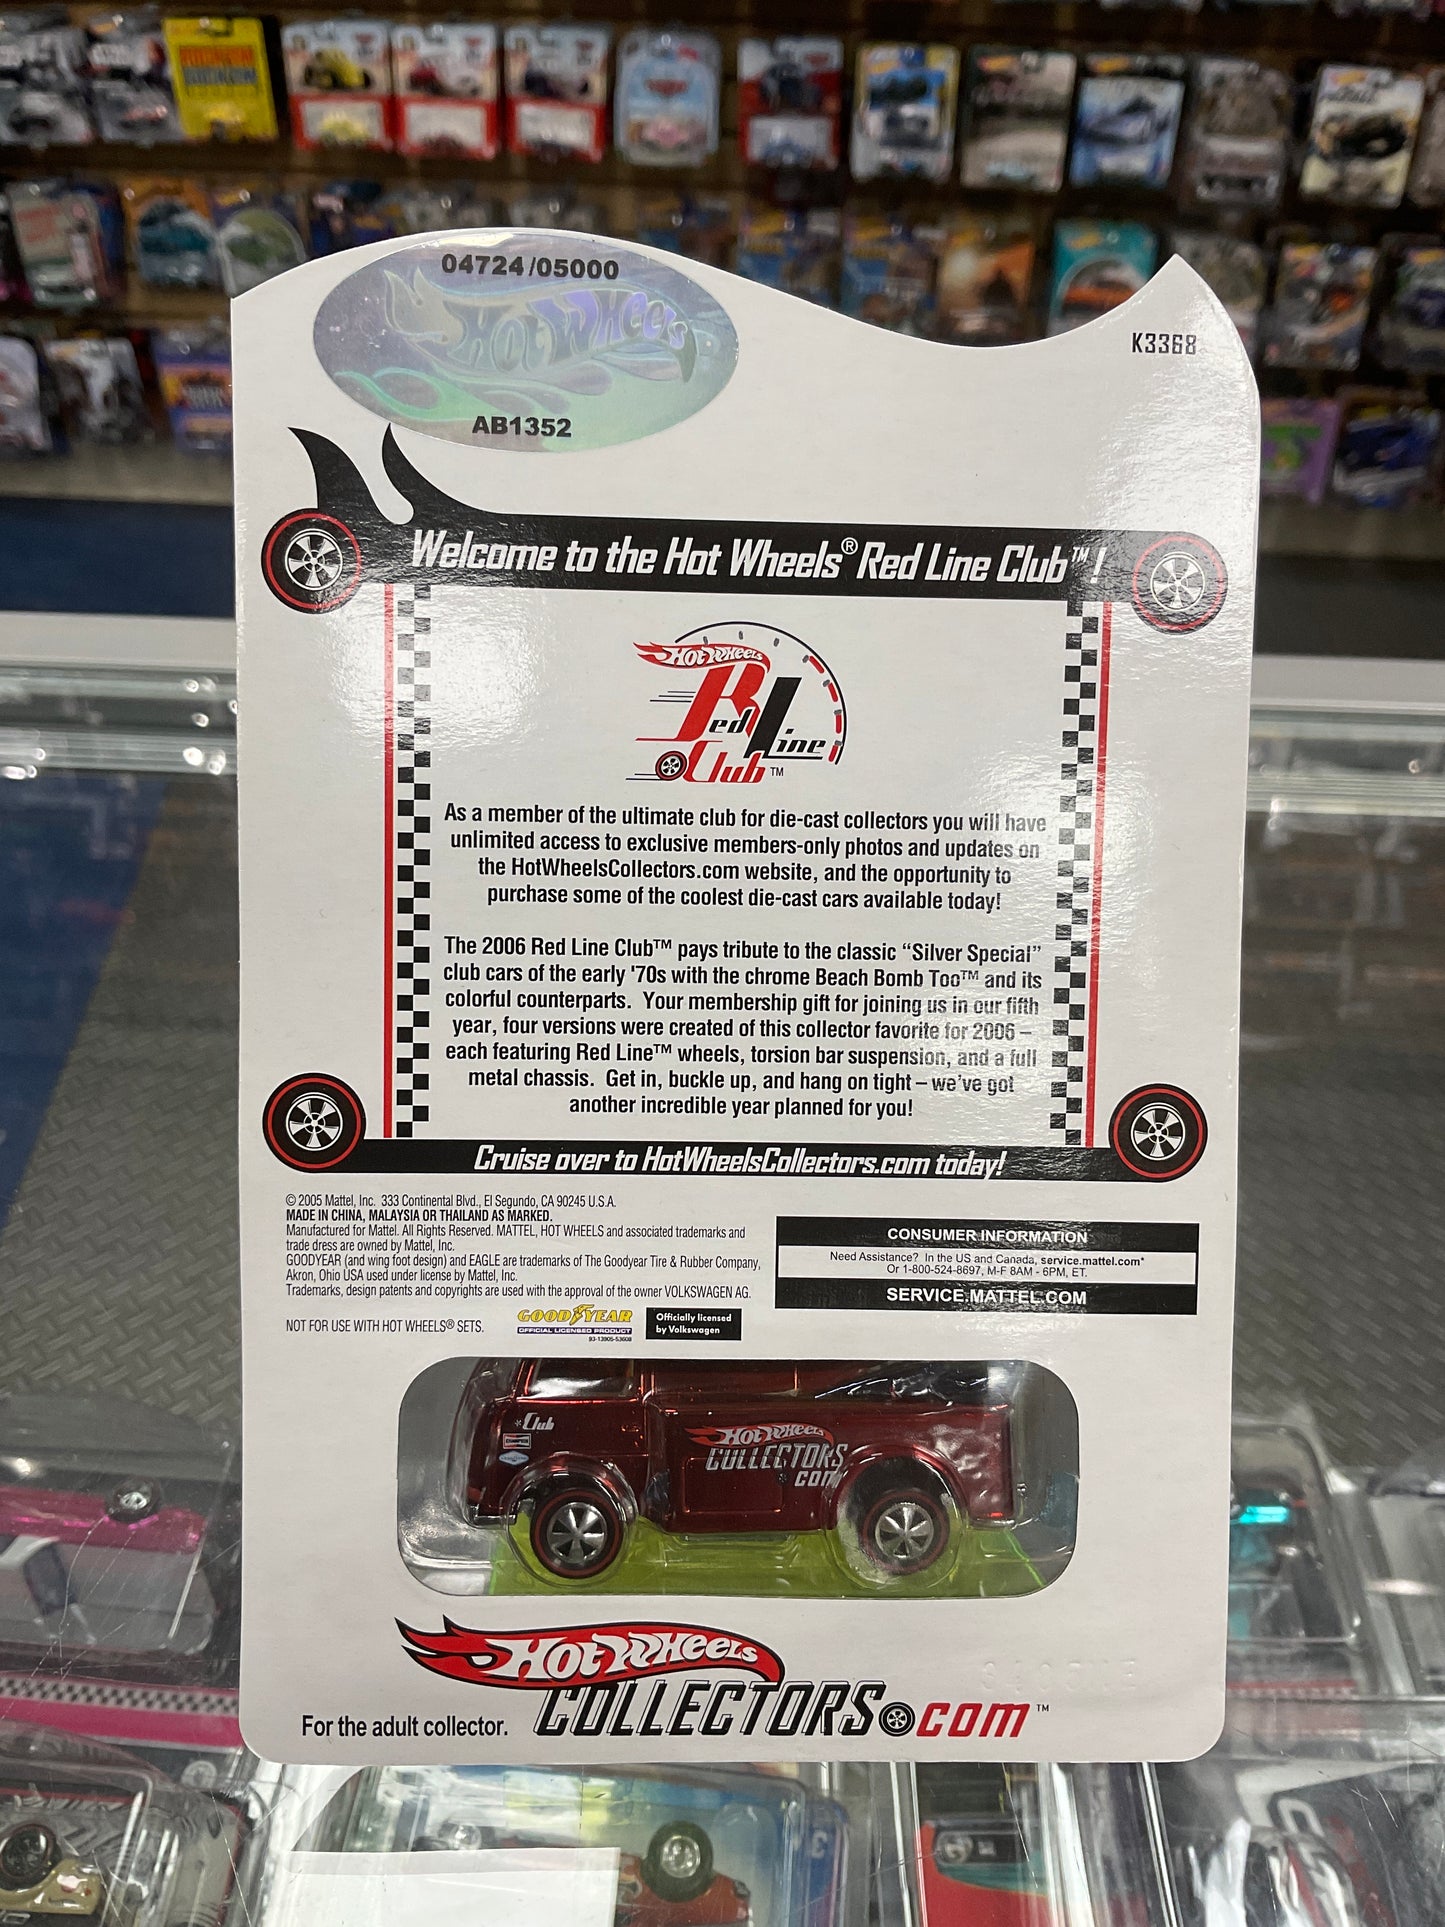 04724/05000
HOT WHEELS
AB1352
K3368
Welcome to the Hot Wheels® Red Line Club™ !
HOT WHEELS
Red Line
Club™
As a member of the ultimate club for die-cast collectors you will have
unlimited access to exclusive members-only photos and updates on
the HotWheelsCollectors.com website, and the opportunity to
purchase some of the coolest die-cast cars available today!
The 2006 Red Line Club™ pays tribute to the classic “Silver Special”
club cars of the early '70s with the chrome Beach Bomb Too™ and its
colorful counterparts. Your membership gift for joining us in our fifth
year, four versions were created of this collector favorite for 2006 –
each featuring Red Line™ wheels, torsion bar suspension, and a full
metal chassis. Get in, buckle up, and hang on tight – we've got
another incredible year planned for you!
Cruise over to HotWheelsCollectors.com today!
© 2005 Mattel, Inc. 333 Continental Blvd., El Segundo, CA 90245 U.S.A.
MADE IN CHINA, MALAYSIA OR THAILAND AS MARKED.
Manufactured for Mattel. All Rights Reserved. MATTEL, HOT WHEELS and associated trademarks and
trade dress are owned by Mattel, Inc.
GOODYEAR (and wing foot design) and EAGLE are trademarks of The Goodyear Tire & Rubber Company,
Akron, Ohio USA used under license by Mattel, Inc.
Trademarks, design patents and copyrights are used with the approval of the owner VOLKSWAGEN AG.
NOT FOR USE WITH HOT WHEELS® SETS.
GOODYEAR
OFFICIAL LICENSED PRODUCT
93-13905-53608
Officially licensed
by Volkswagen
CONSUMER INFORMATION
Need Assistance? In the US and Canada, service.mattel.com*
Or 1-800-524-8697, M-F 8AM - 6PM, ET.
SERVICE.MATTEL.COM
Club
HOT WHEELS
COLLECTORS
.com
HOT WHEELS
COLLECTORS.com™
For the adult collector.